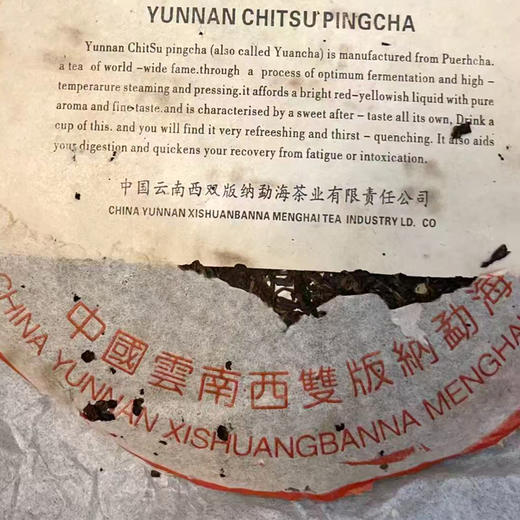 YUNNAN CHITSU PINGCHA
Yunnan ChitSu pingcha (also called Yuancha) is manufactured from Puerhcha.
a tea of world -wide fame.through a process of optimum fermentation and high -
temperarure steaming and pressing.it affords a bright red-yellowish liquid with pure
aroma and fine taste.and is characterised by a sweet after - taste all its own, Drink a
cup of this. and you will find it very refreeshing and thirst - quenching. It also aids
your digestion and quickens your recovery from fatigue or intoxication.
中国云南西双版纳勐海茶业有限责任公司
CHINA YUNNAN XISHUANBANNA MENGHAI TEA INDUSTRY LD. CO
中國雲南西雙版納勐海
CHINA YUNNAN XISHUANGBANNA MENGHA